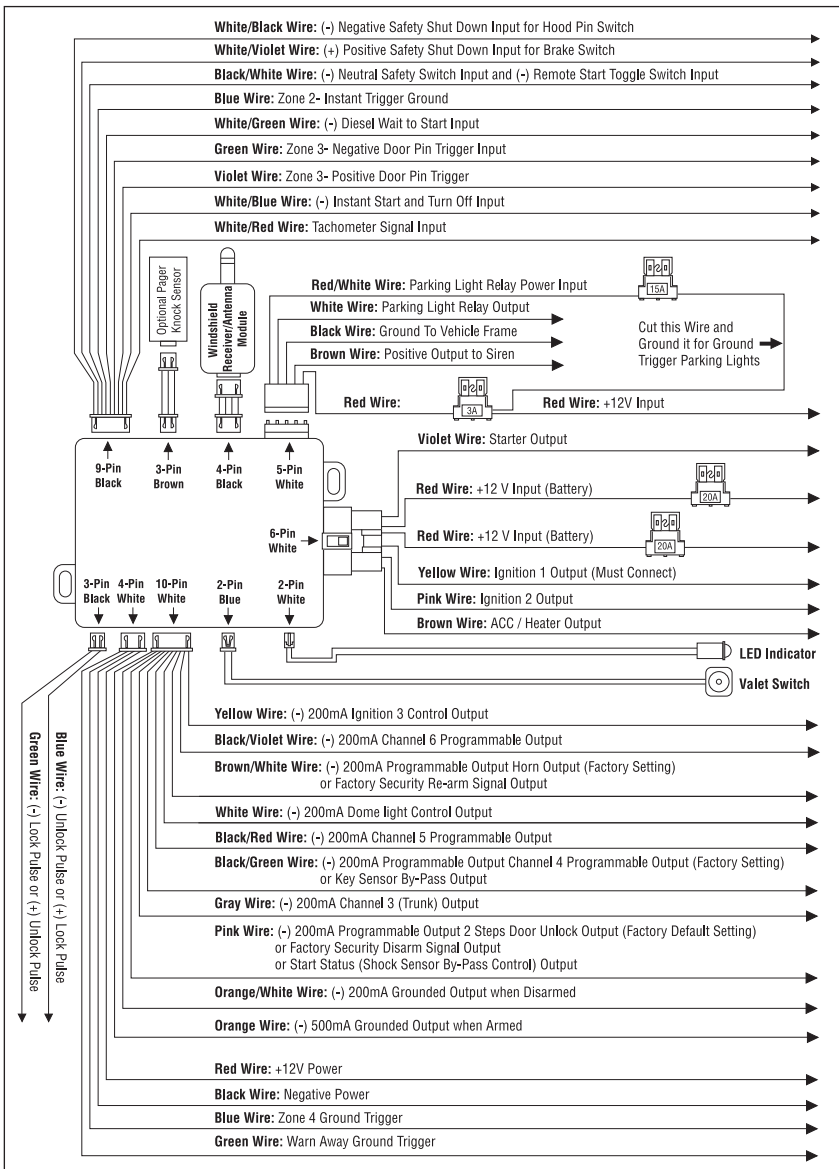 White/Black Wire: (-) Negative Safety Shut Down Input for Hood Pin Switch
White/Violet Wire: (+) Positive Safety Shut Down Input for Brake Switch
Black/White Wire: (-) Neutral Safety Switch Input and (-) Remote Start Toggle Switch Input
Blue Wire: Zone 2- Instant Trigger Ground
White/Green Wire: (-) Diesel Wait to Start Input
Green Wire: Zone 3- Negative Door Pin Trigger Input
Violet Wire: Zone 3- Positive Door Pin Trigger
White/Blue Wire: (-) Instant Start and Turn Off Input
White/Red Wire: Tachometer Signal Input
Optional Pager
Knock Sensor
Windshield
Receiver/Antenna
Module
Red/White Wire: Parking Light Relay Power Input
15A
White Wire: Parking Light Relay Output
Black Wire: Ground To Vehicle Frame
Brown Wire: Positive Output to Siren
Cut this Wire and
Ground it for Ground
Trigger Parking Lights
Red Wire:
3A
Red Wire: +12V Input
9-Pin
Black
3-Pin
Brown
4-Pin
Black
5-Pin
White
6-Pin
White
Violet Wire: Starter Output
Red Wire: +12 V Input (Battery)
20A
Red Wire: +12 V Input (Battery)
20A
Yellow Wire: Ignition 1 Output (Must Connect)
Pink Wire: Ignition 2 Output
Brown Wire: ACC / Heater Output
3-Pin
Black
4-Pin
White
10-Pin
White
2-Pin
Blue
2-Pin
White
LED Indicator
Valet Switch
Blue Wire: (-) Unlock Pulse or (+) Lock Pulse
Green Wire: (-) Lock Pulse or (+) Unlock Pulse
Yellow Wire: (-) 200mA Ignition 3 Control Output
Black/Violet Wire: (-) 200mA Channel 6 Programmable Output
Brown/White Wire: (-) 200mA Programmable Output Horn Output (Factory Setting)
or Factory Security Re-arm Signal Output
White Wire: (-) 200mA Dome light Control Output
Black/Red Wire: (-) 200mA Channel 5 Programmable Output
Black/Green Wire: (-) 200mA Programmable Output Channel 4 Programmable Output (Factory Setting)
or Key Sensor By-Pass Output
Gray Wire: (-) 200mA Channel 3 (Trunk) Output
Pink Wire: (-) 200mA Programmable Output 2 Steps Door Unlock Output (Factory Default Setting)
or Factory Security Disarm Signal Output
or Start Status (Shock Sensor By-Pass Control) Output
Orange/White Wire: (-) 200mA Grounded Output when Disarmed
Orange Wire: (-) 500mA Grounded Output when Armed
Red Wire: +12V Power
Black Wire: Negative Power
Blue Wire: Zone 4 Ground Trigger
Green Wire: Warn Away Ground Trigger